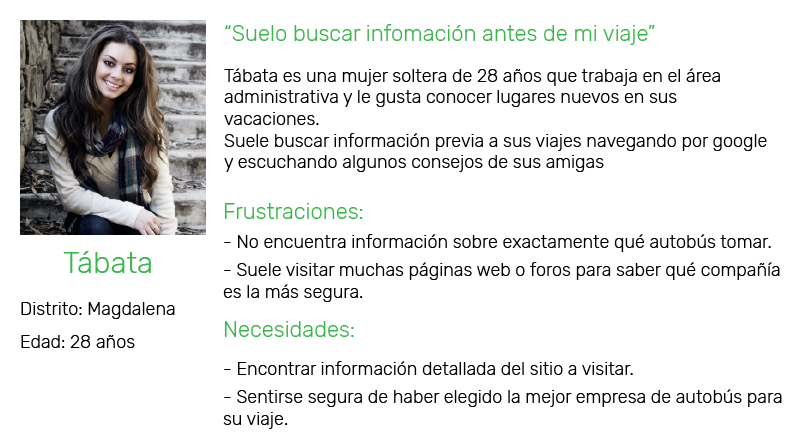 “Suelo buscar infomación antes de mi viaje”
Tábata es una mujer soltera de 28 años que trabaja en el área
administrativa y le gusta conocer lugares nuevos en sus
vacaciones.
Suele buscar información previa a sus viajes navegando por google
y escuchando algunos consejos de sus amigas
Tábata
Distrito: Magdalena
Edad: 28 años
Frustraciones:
- No encuentra información sobre exactamente qué autobús tomar.
- Suele visitar muchas páginas web o foros para saber qué compañía
es la más segura.
Necesidades:
- Encontrar información detallada del sitio a visitar.
- Sentirse segura de haber elegido la mejor empresa de autobús para
su viaje.